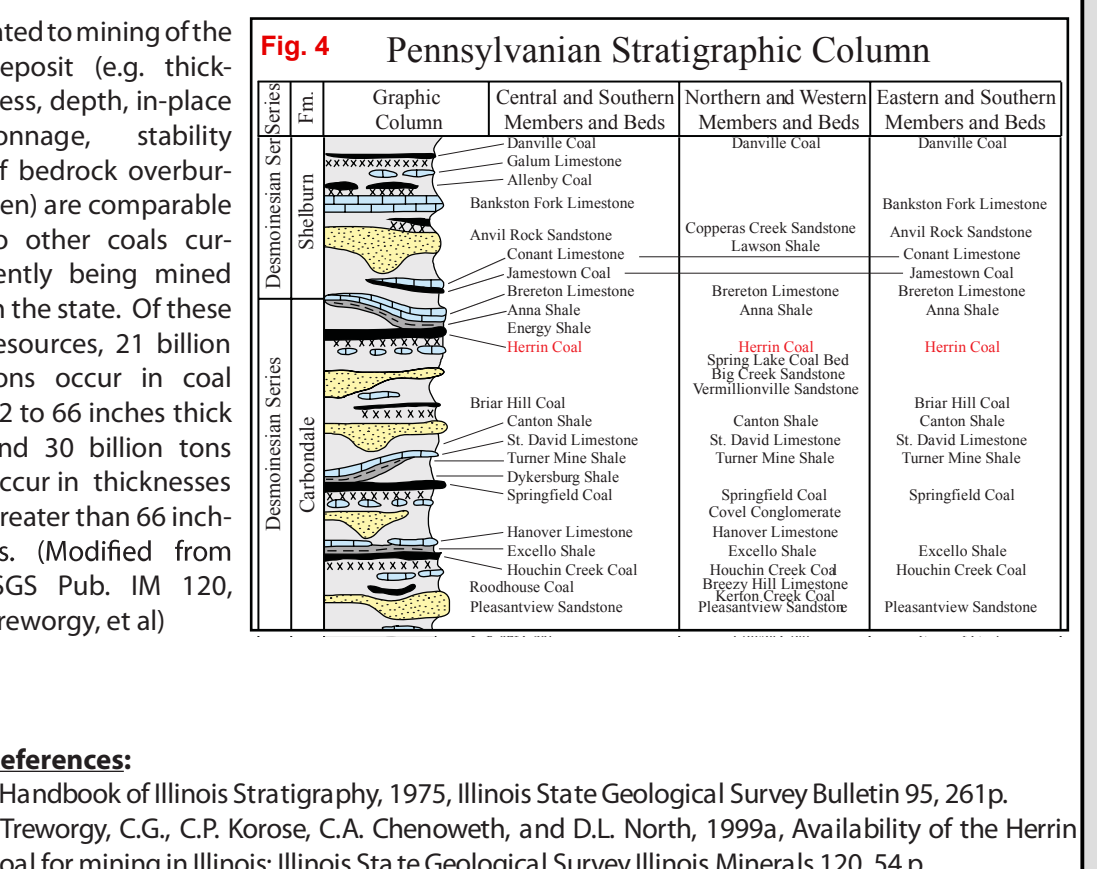 ated to mining of the
eposit (e.g. thick-
ess, depth, in-place
onnage, stability
f bedrock overbur-
en) are comparable
o other coals cur-
ently being mined
n the state. Of these
esources, 21 billion
ons occur in coal
2 to 66 inches thick
nd 30 billion tons
ccur in thicknesses
reater than 66 inch-
s. (Modified from
SGS Pub. IM 120,
reworgy, et al)
Fig. 4 Pennsylvanian Stratigraphic Column
Series
Fm.
Graphic
Column
Central and Southern
Members and Beds
Northern and Western
Members and Beds
Eastern and Southern
Members and Beds
Desmoinesian Series
Shelburn
Desmoinesian Series
Carbondale
Danville Coal
Galum Limestone
Allenby Coal
Bankston Fork Limestone
Anvil Rock Sandstone
Conant Limestone
Jamestown Coal
Brereton Limestone
Anna Shale
Energy Shale
Herrin Coal
Briar Hill Coal
Canton Shale
St. David Limestone
Turner Mine Shale
Dykersburg Shale
Springfield Coal
Hanover Limestone
Excello Shale
Houchin Creek Coal
Roodhouse Coal
Pleasantview Sandstone
Danville Coal
Copperas Creek Sandstone
Lawson Shale
Brereton Limestone
Anna Shale
Herrin Coal
Spring Lake Coal Bed
Big Creek Sandstone
Vermillionville Sandstone
Canton Shale
St. David Limestone
Turner Mine Shale
Springfield Coal
Covel Conglomerate
Hanover Limestone
Excello Shale
Houchin Creek Coal
Breezy Hill Limestone
Kerton Creek Coal
Pleasantview Sandstone
Danville Coal
Bankston Fork Limestone
Anvil Rock Sandstone
Conant Limestone
Jamestown Coal
Brereton Limestone
Anna Shale
Herrin Coal
Briar Hill Coal
Canton Shale
St. David Limestone
Turner Mine Shale
Springfield Coal
Excello Shale
Houchin Creek Coal
Pleasantview Sandstone
eferences:
Handbook of Illinois Stratigraphy, 1975, Illinois State Geological Survey Bulletin 95, 261p.
Treworgy, C.G., C.P. Korose, C.A. Chenoweth, and D.L. North, 1999a, Availability of the Herrin
oal for mining in Illinois: Illinois State Geological Survey Illinois Minerals 120, 54 p.